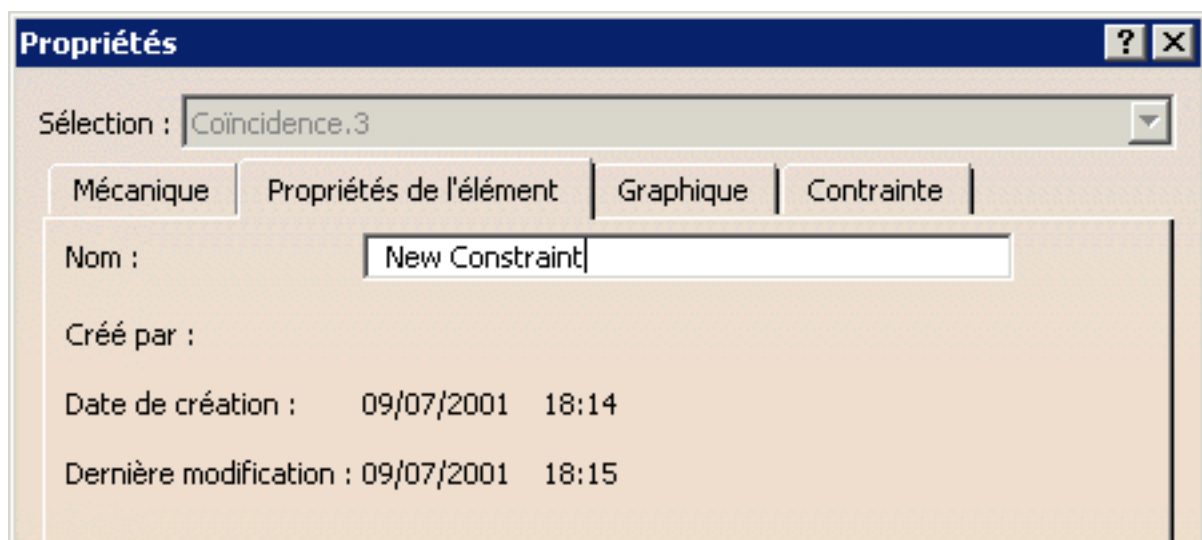 Propriétés
Sélection : Coïncidence.3
Mécanique Propriétés de l'élément Graphique Contrainte
Nom : New Constraint
Créé par :
Date de création : 09/07/2001 18:14
Dernière modification : 09/07/2001 18:15